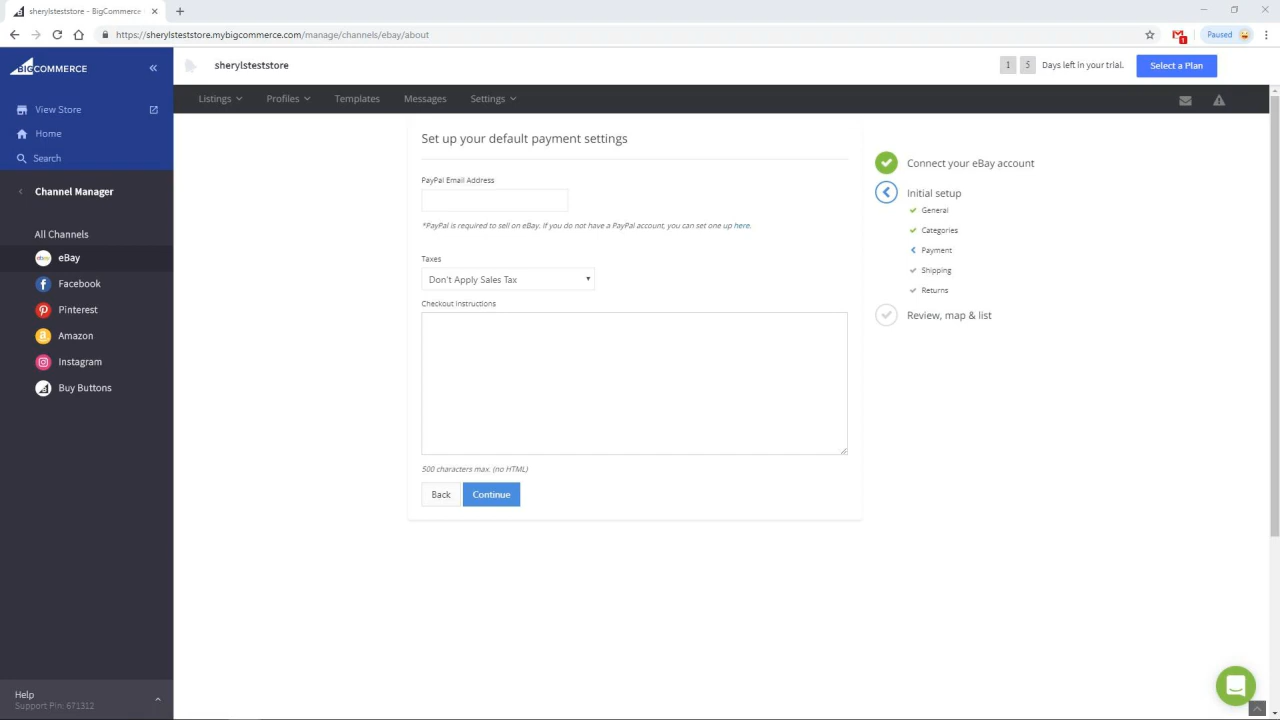 sherylsteststore - BigCommerce
https://sherylsteststore.mybigcommerce.com/manage/channels/ebay/about
1
Paused
BIGCOMMERCE
sherylsteststore
1 5 Days left in your trial.
Select a Plan
View Store
Home
Search
Channel Manager
All Channels
ebay
eBay
Facebook
Pinterest
Amazon
Instagram
Buy Buttons
Help
Support Pin: 671312
Listings
Profiles
Templates
Messages
Settings
Set up your default payment settings
PayPal Email Address
*PayPal is required to sell on eBay. If you do not have a PayPal account, you can set one up here.
Taxes
Don't Apply Sales Tax
Checkout Instructions
500 characters max. (no HTML)
Back
Continue
Connect your eBay account
Initial setup
General
Categories
Payment
Shipping
Returns
Review, map & list